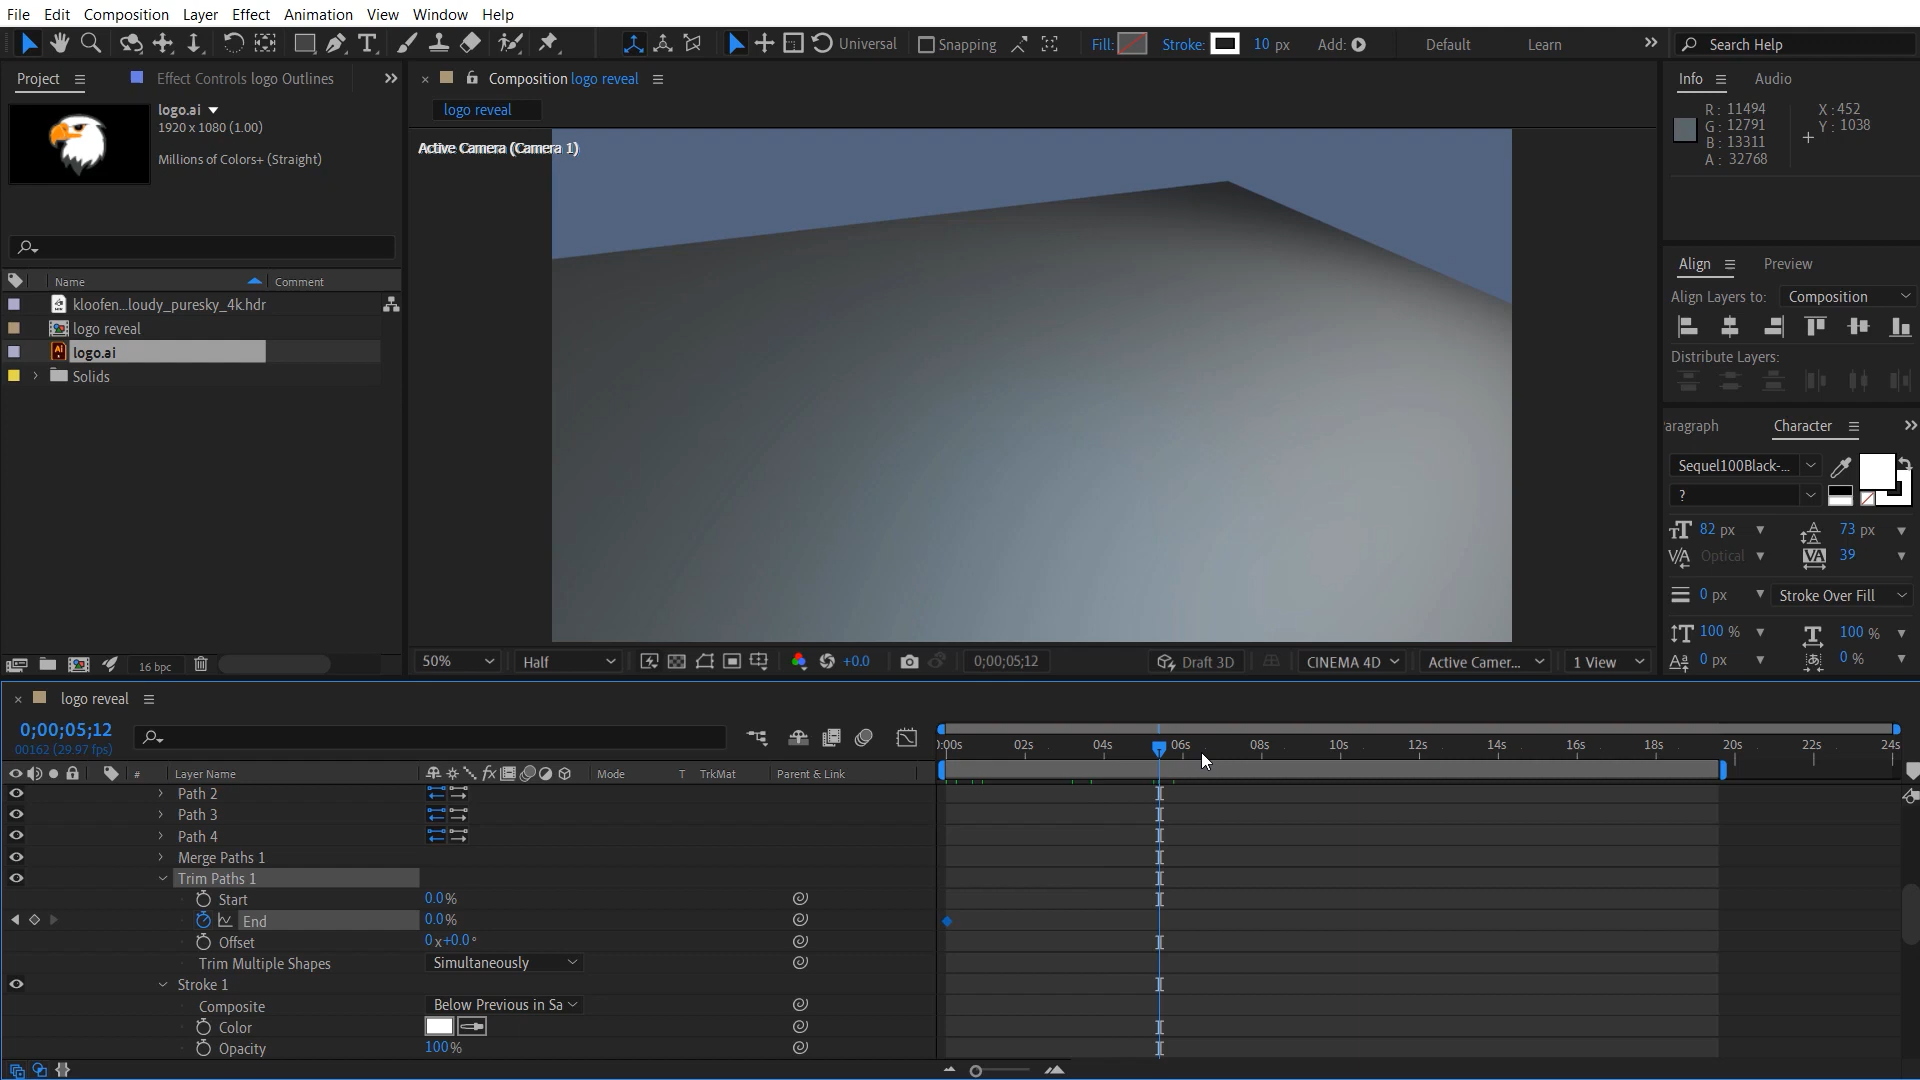 File Edit Composition Layer Effect Animation View Window Help
Universal Snapping Fill: Stroke: 10 px Add: Default Learn Search Help
Project Effect Controls logo Outlines
logo.ai
1920 x 1080 (1.00)
Millions of Colors+ (Straight)
Name Comment
kloofen...loudy_puresky_4k.hdr
logo reveal
logo.ai
Solids
16 bpc
Composition logo reveal
logo reveal
Active Camera (Camera 1)
50% Half +0.0 0;00;05;12 Draft 3D CINEMA 4D Active Camer... 1 View
Info Audio
R: 11494 X: 452
G: 12791 Y: 1038
B: 13311
A: 32768
Align Preview
Align Layers to: Composition
Distribute Layers:
aragraph Character
Sequel100Black-...
?
82 px 73 px
Optical 39
0 px Stroke Over Fill
100 % 100 %
0 px 0 %
logo reveal
0;00;05;12
00162 (29.97 fps)
):00s 02s 04s 06s 08s 10s 12s 14s 16s 18s 20s 22s 24s
# Layer Name Mode T TrkMat Parent & Link
Path 2
Path 3
Path 4
Merge Paths 1
Trim Paths 1
Start 0.0%
End 0.0%
Offset 0x+0.0°
Trim Multiple Shapes Simultaneously
Stroke 1
Composite Below Previous in Sa
Color
Opacity 100%